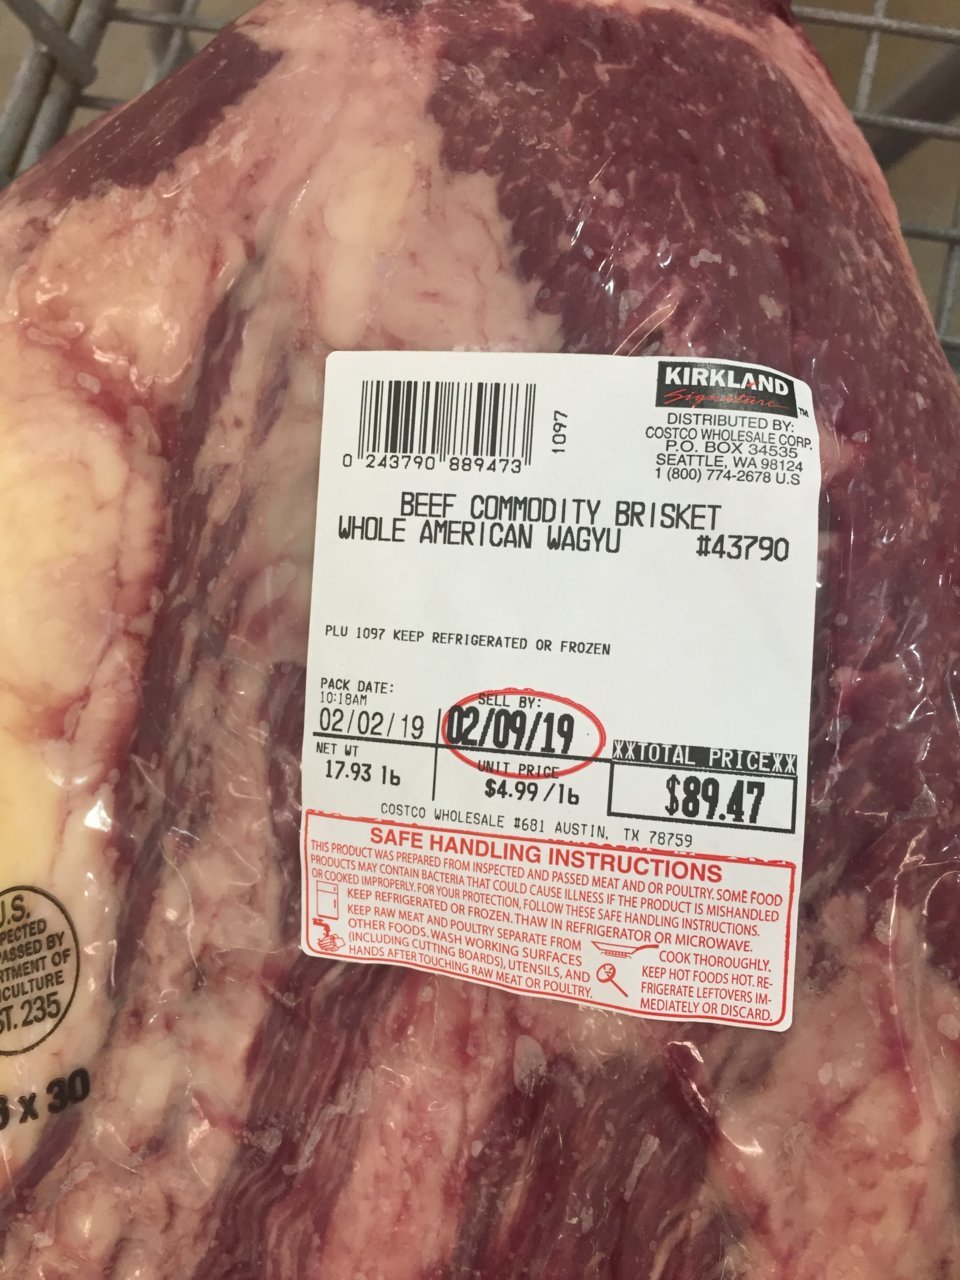 KIRKLAND
Signature ™
DISTRIBUTED BY:
COSTCO WHOLESALE CORP.
P.O. BOX 34535
SEATTLE, WA 98124
1 (800) 774-2678 U.S
1097
0 243790 889473
BEEF COMMODITY BRISKET
WHOLE AMERICAN WAGYU #43790
PLU 1097 KEEP REFRIGERATED OR FROZEN
PACK DATE:
10:18AM
02/02/19
SELL BY:
02/09/19
NET WT
17.93 lb
UNIT PRICE
$4.99 /lb
XXTOTAL PRICEXX
$89.47
COSTCO WHOLESALE #681 AUSTIN, TX 78759
SAFE HANDLING INSTRUCTIONS
THIS PRODUCT WAS PREPARED FROM INSPECTED AND PASSED MEAT AND OR POULTRY. SOME FOOD
PRODUCTS MAY CONTAIN BACTERIA THAT COULD CAUSE ILLNESS IF THE PRODUCT IS MISHANDLED
OR COOKED IMPROPERLY. FOR YOUR PROTECTION, FOLLOW THESE SAFE HANDLING INSTRUCTIONS.
KEEP REFRIGERATED OR FROZEN. THAW IN REFRIGERATOR OR MICROWAVE.
KEEP RAW MEAT AND POULTRY SEPARATE FROM
OTHER FOODS. WASH WORKING SURFACES
(INCLUDING CUTTING BOARDS), UTENSILS, AND
HANDS AFTER TOUCHING RAW MEAT OR POULTRY.
COOK THOROUGHLY.
KEEP HOT FOODS HOT. RE-
FRIGERATE LEFTOVERS IM-
MEDIATELY OR DISCARD.
U.S.
PECTED
PASSED BY
RTMENT OF
ICULTURE
ST. 235
x 30